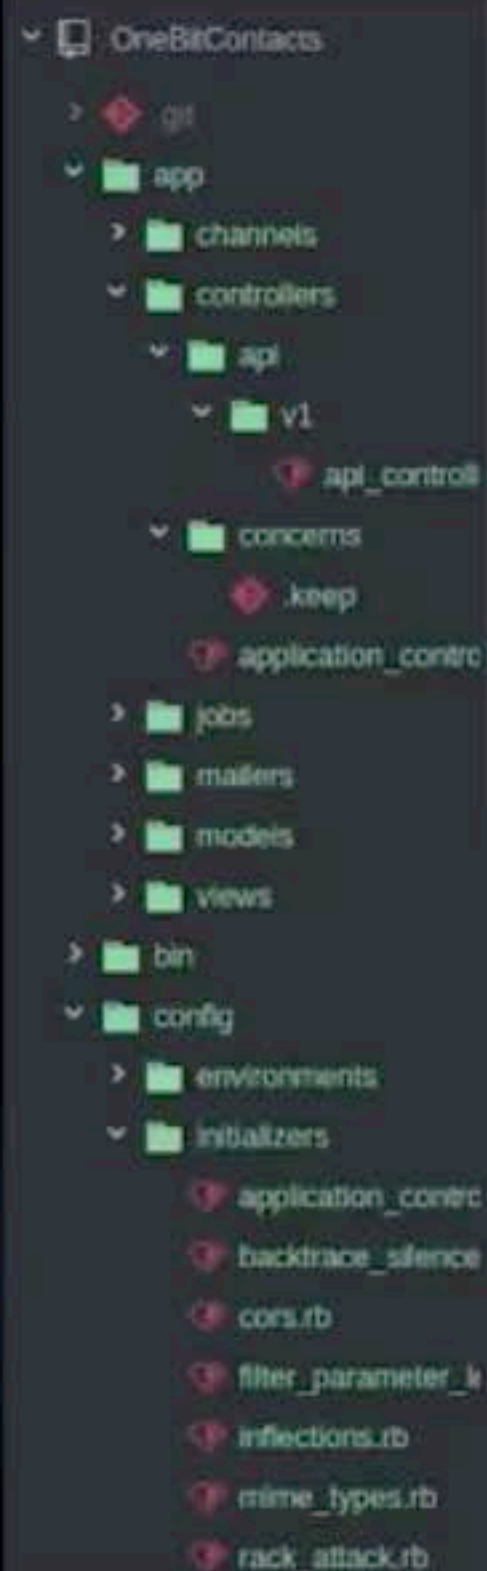 OneBitContacts
.git
app
channels
controllers
api
v1
api_controll
concerns
.keep
application_contrc
jobs
mailers
models
views
bin
config
environments
initializers
application_contrc
backtrace_silence
cors.rb
filter_parameter_l
inflections.rb
mime_types.rb
rack_attack.rb